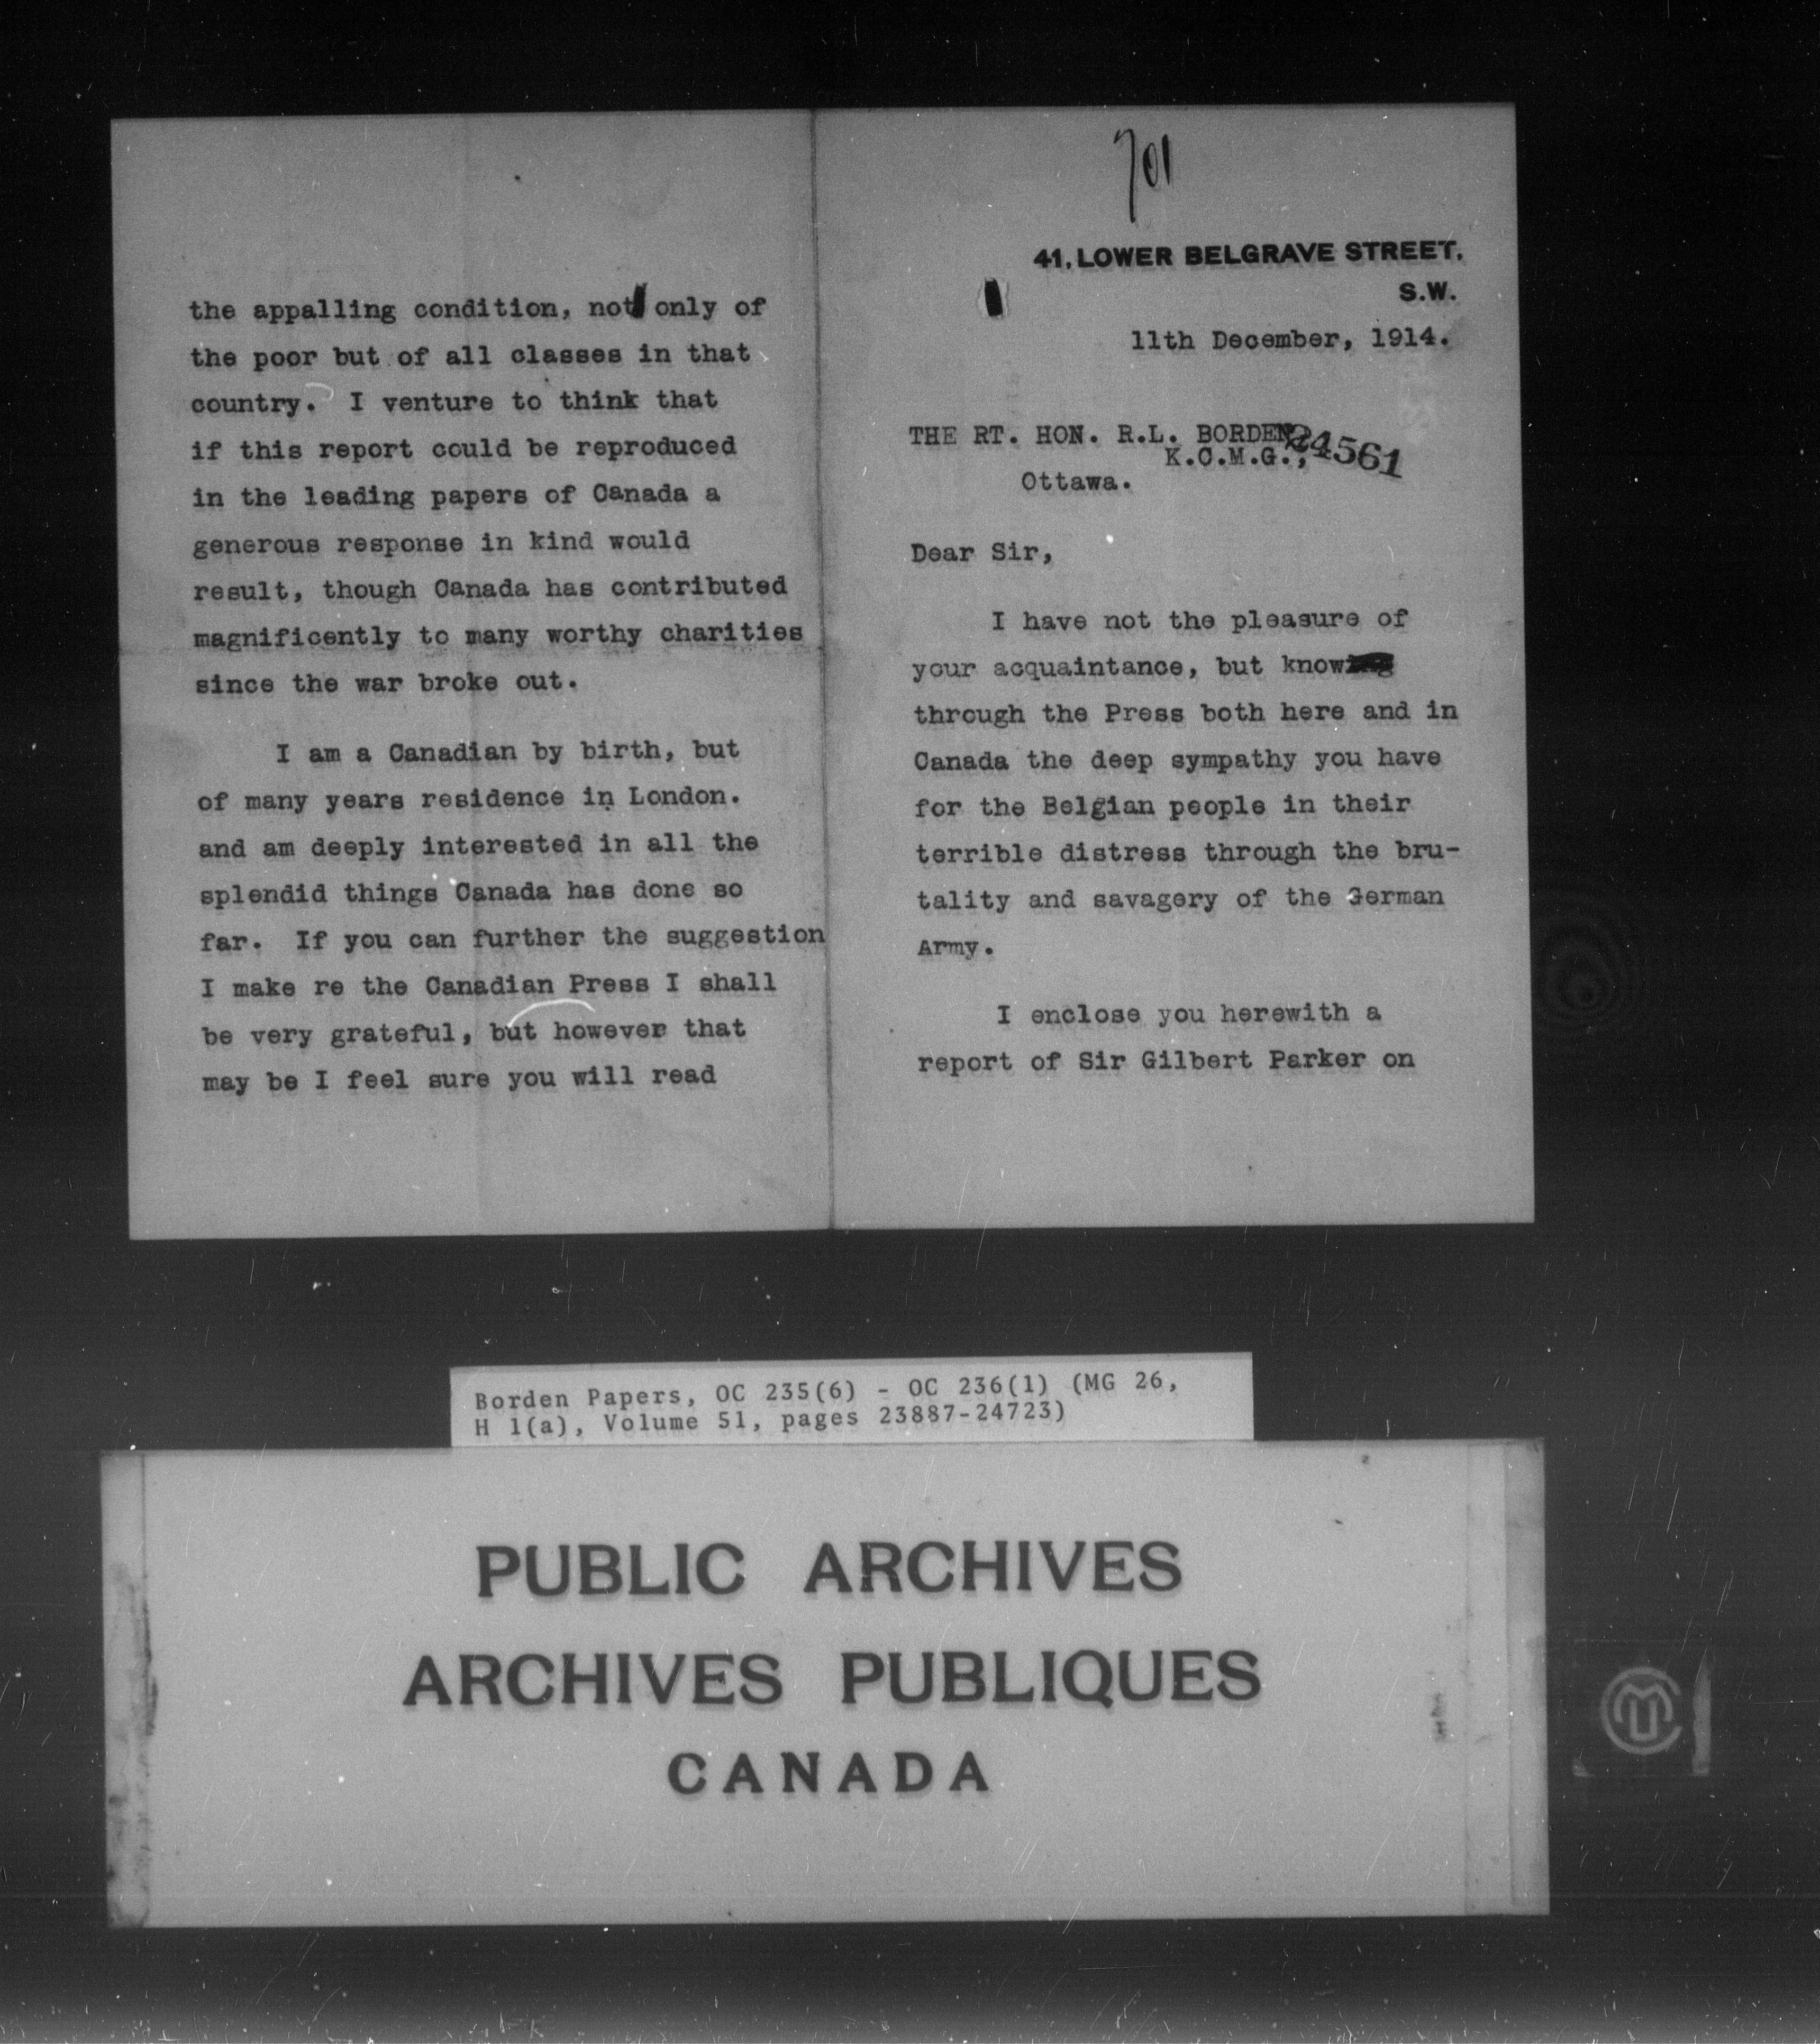 701
41, LOWER BELGRAVE STREET,
S.W.
11th December, 1914.
THE RT. HON. R.L. BORDEN,
K.C.M.G.,
24561
Ottawa.
Dear Sir,
I have not the pleasure of
your acquaintance, but know
through the Press both here and in
Canada the deep sympathy you have
for the Belgian people in their
terrible distress through the bru-
tality and savagery of the German
Army.
I enclose you herewith a
report of Sir Gilbert Parker on
the appalling condition, not only of
the poor but of all classes in that
country. I venture to think that
if this report could be reproduced
in the leading papers of Canada a
generous response in kind would
result, though Canada has contributed
magnificently to many worthy charities
since the war broke out.
I am a Canadian by birth, but
of many years residence in London.
and am deeply interested in all the
splendid things Canada has done so
far. If you can further the suggestion
I make re the Canadian Press I shall
be very grateful, but however that
may be I feel sure you will read
Borden Papers, OC 235(6) - OC 236(1) (MG 26,
H 1(a), Volume 51, pages 23887-24723)
PUBLIC ARCHIVES
ARCHIVES PUBLIQUES
CANADA